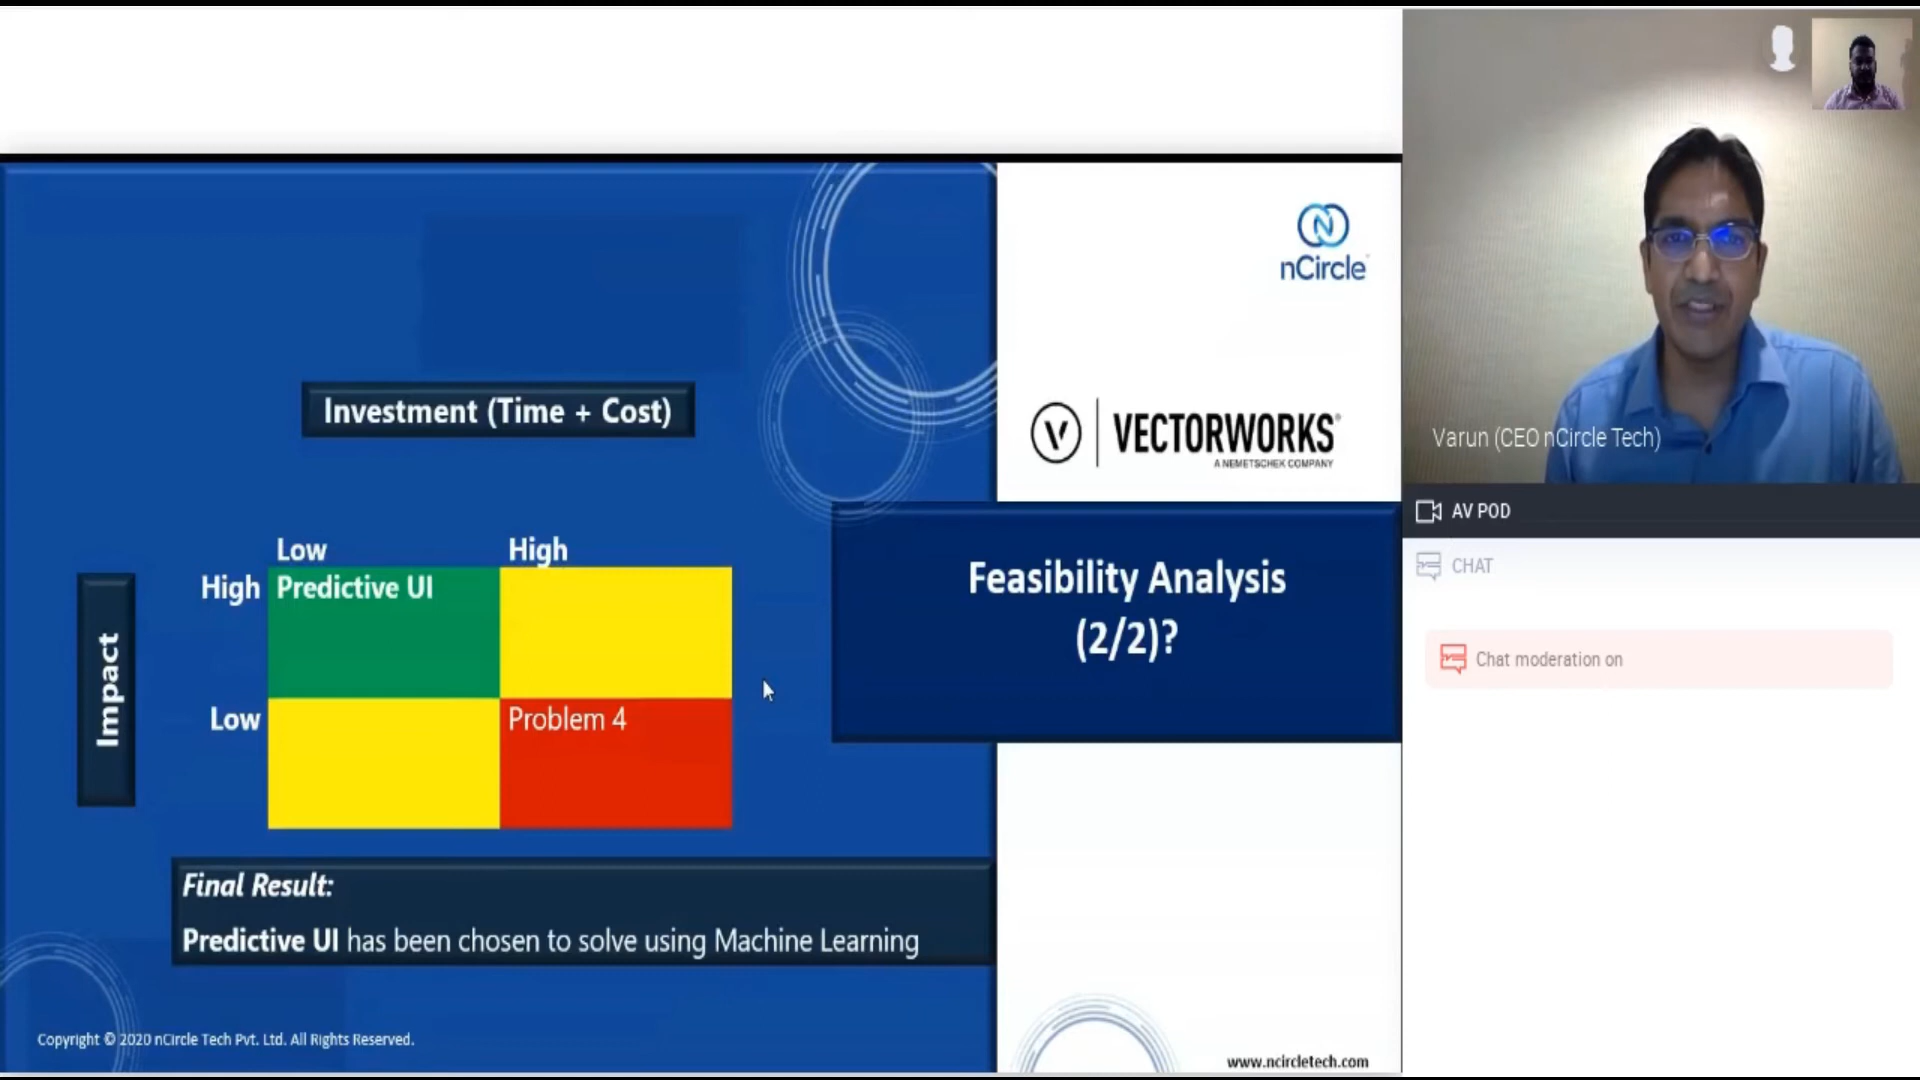 nCircle
VECTORWORKS
A NEMETSCHEK COMPANY
Investment (Time + Cost)
Low High
High Predictive UI
Impact
Low Problem 4
Feasibility Analysis
(2/2)?
Final Result:
Predictive UI has been chosen to solve using Machine Learning
Copyright © 2020 nCircle Tech Pvt. Ltd. All Rights Reserved.
www.ncircletech.com
Varun (CEO nCircle Tech)
AV POD
CHAT
Chat moderation on